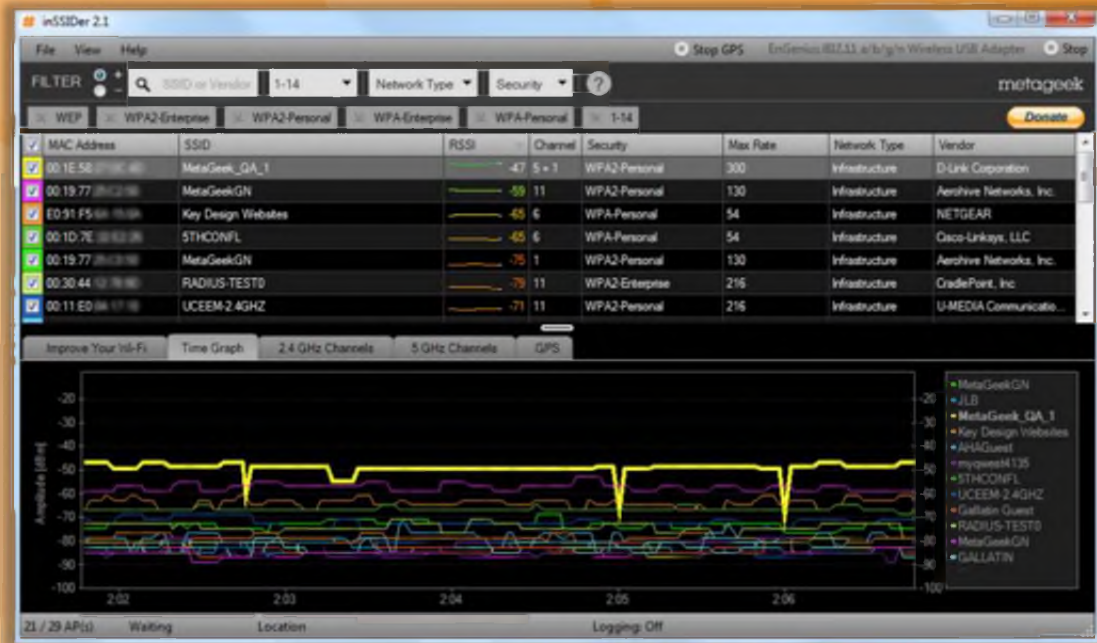 inSSIDer 2.1
File View Help Stop GPS EnGenius 802.11 a/b/g/n Wireless USB Adapter Stop
FILTER + - SSID or Vendor 1-14 Network Type Security ? metageek
WEP WPA2-Enterprise WPA2-Personal WPA-Enterprise WPA-Personal 1-14 Donate
MAC Address SSID RSSI Channel Security Max Rate Network Type Vendor
00:1E:58 MetaGeek_QA_1 -47 5 + 1 WPA2-Personal 300 Infrastructure D-Link Corporation
00:19:77 MetaGeekGN -59 11 WPA2-Personal 130 Infrastructure Aerohive Networks, Inc.
E0:91:F5 Key Design Websites -65 6 WPA-Personal 54 Infrastructure NETGEAR
00:1D:7E 5THCONFL -65 6 WPA-Personal 54 Infrastructure Cisco-Linksys, LLC
00:19:77 MetaGeekGN -75 1 WPA2-Personal 130 Infrastructure Aerohive Networks, Inc.
00:30:44 RADIUS-TEST0 11 WPA2-Enterprise 216 Infrastructure CradlePoint, Inc
00:11:E0 UCEEM-2.4GHZ -71 11 WPA2-Personal 216 Infrastructure U-MEDIA Communicatio...
Improve Your Wi-Fi Time Graph 2.4 GHz Channels 5 GHz Channels GPS
Amplitude [dBm]
-20
-30
-40
-50
-60
-70
-80
-90
-100
2:02 2:03 2:04 2:05 2:06
-20
-30
-40
-50
-60
-70
-80
-90
-100
MetaGeekGN
JLB
MetaGeek_QA_1
Key Design Websites
AHAGuest
myqwest4135
5THCONFL
UCEEM-2.4GHZ
Gallatin Guest
RADIUS-TEST0
MetaGeekGN
GALLATIN
21 / 29 AP(s) Waiting Location Logging: Off